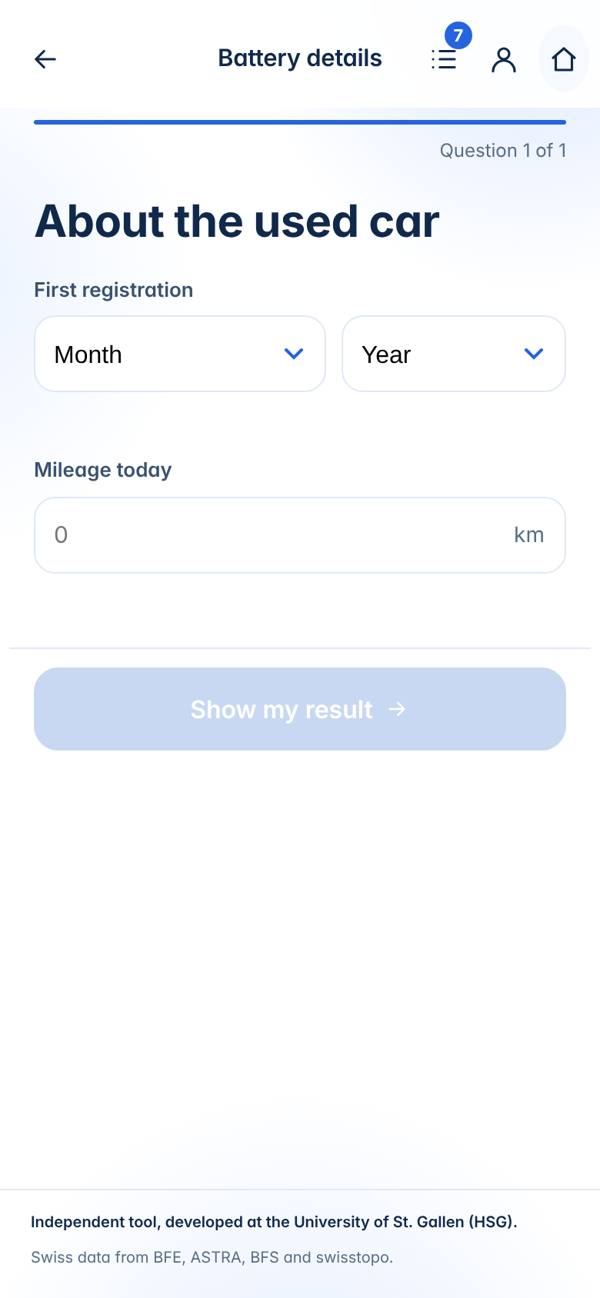 Battery details
7
Question 1 of 1
About the used car
First registration
Month
Year
Mileage today
0
km
Show my result →
Independent tool, developed at the University of St. Gallen (HSG).
Swiss data from BFE, ASTRA, BFS and swisstopo.